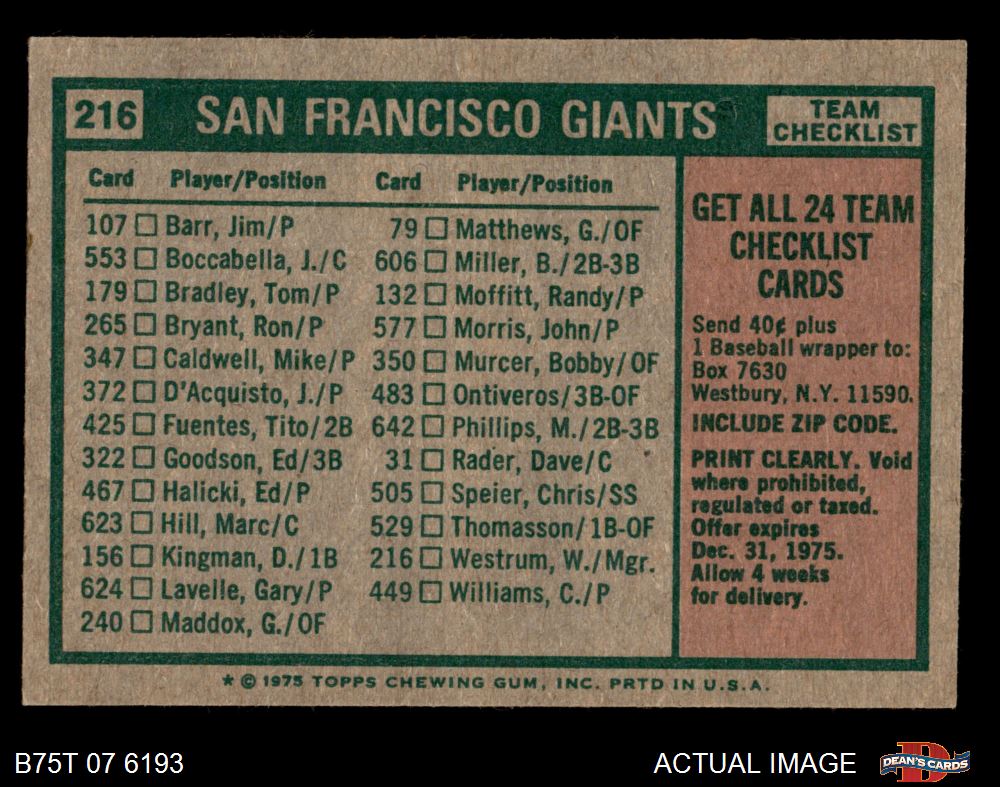 216 SAN FRANCISCO GIANTS TEAM CHECKLIST
Card Player/Position
107 □ Barr, Jim/P
553 □ Boccabella, J./C
179 □ Bradley, Tom/P
265 □ Bryant, Ron/P
347 □ Caldwell, Mike/P
372 □ D'Acquisto, J./P
425 □ Fuentes, Tito/2B
322 □ Goodson, Ed/3B
467 □ Halicki, Ed/P
623 □ Hill, Marc/C
156 □ Kingman, D./1B
624 □ Lavelle, Gary/P
240 □ Maddox, G./OF
Card Player/Position
79 □ Matthews, G./OF
606 □ Miller, B./2B-3B
132 □ Moffitt, Randy/P
577 □ Morris, John/P
350 □ Murcer, Bobby/OF
483 □ Ontiveros/3B-OF
642 □ Phillips, M./2B-3B
31 □ Rader, Dave/C
505 □ Speier, Chris/SS
529 □ Thomasson/1B-OF
216 □ Westrum, W./Mgr.
449 □ Williams, C./P
GET ALL 24 TEAM
CHECKLIST
CARDS
Send 40¢ plus
1 Baseball wrapper to:
Box 7630
Westbury, N.Y. 11590.
INCLUDE ZIP CODE.
PRINT CLEARLY. Void
where prohibited,
regulated or taxed.
Offer expires
Dec. 31, 1975.
Allow 4 weeks
for delivery.
★ © 1975 TOPPS CHEWING GUM, INC. PRTD IN U.S.A.
B75T 07 6193
ACTUAL IMAGE
DEAN'S CARDS